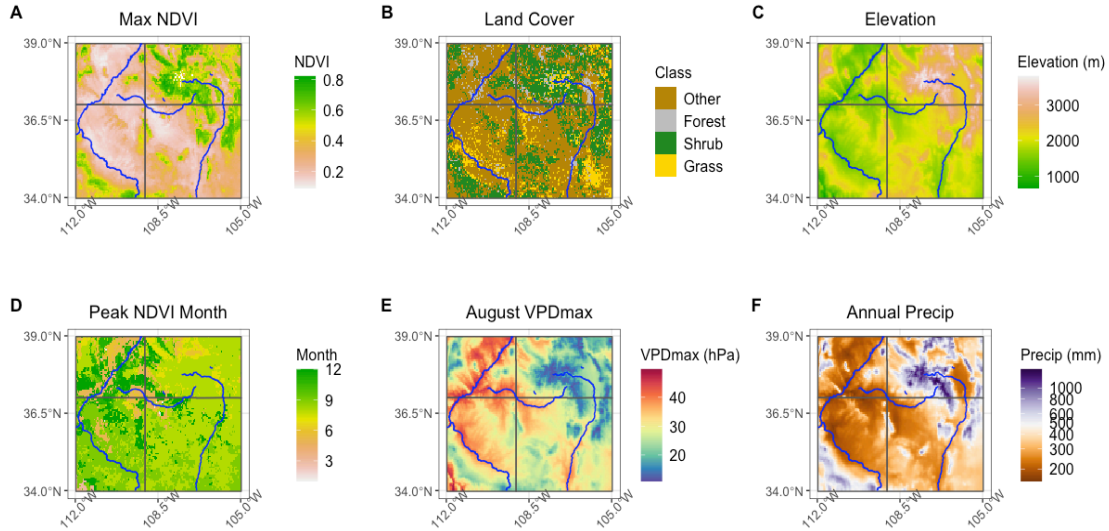 A
Max NDVI
39.0°N
36.5°N
34.0°N
112.0°W
108.5°W
105.0°W
NDVI
0.8
0.6
0.4
0.2
B
Land Cover
39.0°N
36.5°N
34.0°N
112.0°W
108.5°W
105.0°W
Class
Other
Forest
Shrub
Grass
C
Elevation
39.0°N
36.5°N
34.0°N
112.0°W
108.5°W
105.0°W
Elevation (m)
3000
2000
1000
D
Peak NDVI Month
39.0°N
36.5°N
34.0°N
112.0°W
108.5°W
105.0°W
Month
12
9
6
3
E
August VPDmax
39.0°N
36.5°N
34.0°N
112.0°W
108.5°W
105.0°W
VPDmax (hPa)
40
30
20
F
Annual Precip
39.0°N
36.5°N
34.0°N
112.0°W
108.5°W
105.0°W
Precip (mm)
1000
800
600
500
400
300
200